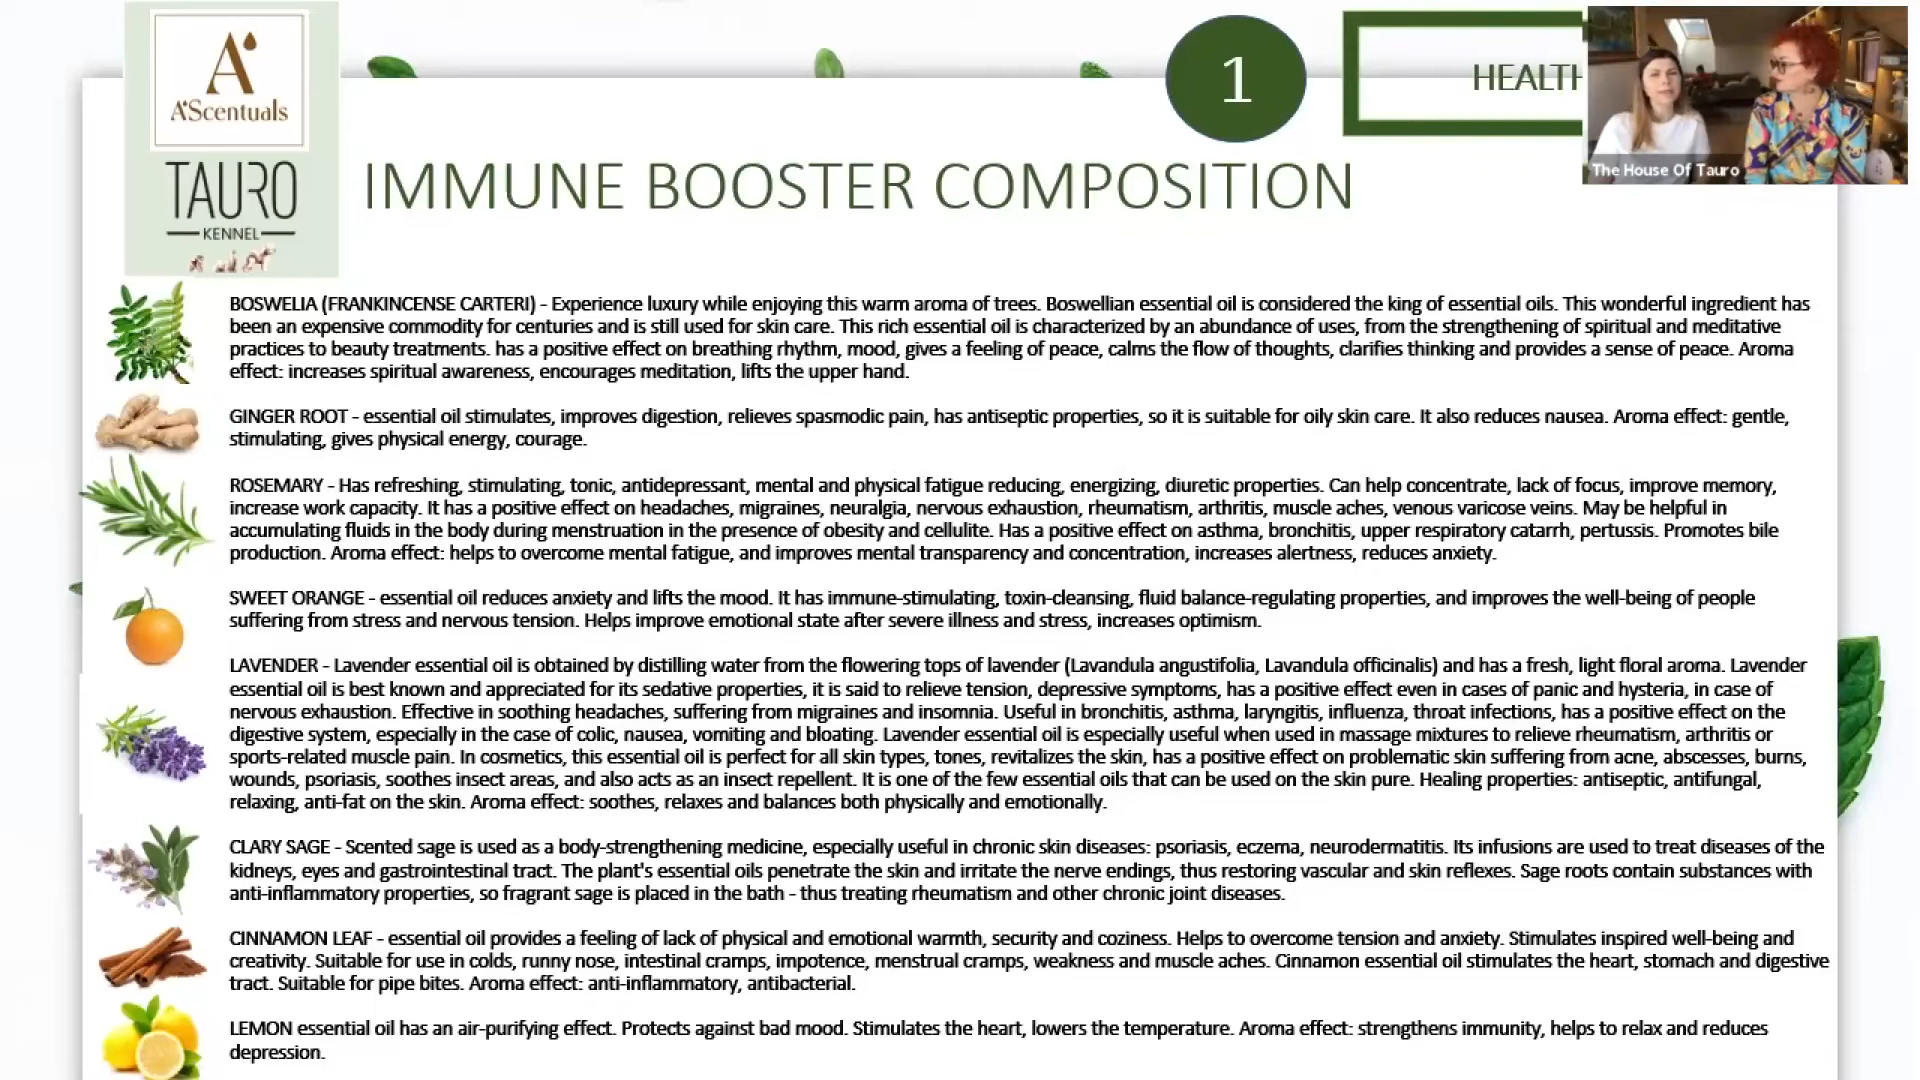 A
A'Scentuals
TAURO
KENNEL
1
HEALTH
The House Of Tauro
IMMUNE BOOSTER COMPOSITION
BOSWELIA (FRANKINCENSE CARTERI) - Experience luxury while enjoying this warm aroma of trees. Boswellian essential oil is considered the king of essential oils. This wonderful ingredient has
been an expensive commodity for centuries and is still used for skin care. This rich essential oil is characterized by an abundance of uses, from the strengthening of spiritual and meditative
practices to beauty treatments. has a positive effect on breathing rhythm, mood, gives a feeling of peace, calms the flow of thoughts, clarifies thinking and provides a sense of peace. Aroma
effect: increases spiritual awareness, encourages meditation, lifts the upper hand.
GINGER ROOT - essential oil stimulates, improves digestion, relieves spasmodic pain, has antiseptic properties, so it is suitable for oily skin care. It also reduces nausea. Aroma effect: gentle,
stimulating, gives physical energy, courage.
ROSEMARY - Has refreshing, stimulating, tonic, antidepressant, mental and physical fatigue reducing, energizing, diuretic properties. Can help concentrate, lack of focus, improve memory,
increase work capacity. It has a positive effect on headaches, migraines, neuralgia, nervous exhaustion, rheumatism, arthritis, muscle aches, venous varicose veins. May be helpful in
accumulating fluids in the body during menstruation in the presence of obesity and cellulite. Has a positive effect on asthma, bronchitis, upper respiratory catarrh, pertussis. Promotes bile
production. Aroma effect: helps to overcome mental fatigue, and improves mental transparency and concentration, increases alertness, reduces anxiety.
SWEET ORANGE - essential oil reduces anxiety and lifts the mood. It has immune-stimulating, toxin-cleansing, fluid balance-regulating properties, and improves the well-being of people
suffering from stress and nervous tension. Helps improve emotional state after severe illness and stress, increases optimism.
LAVENDER - Lavender essential oil is obtained by distilling water from the flowering tops of lavender (Lavandula angustifolia, Lavandula officinalis) and has a fresh, light floral aroma. Lavender
essential oil is best known and appreciated for its sedative properties, it is said to relieve tension, depressive symptoms, has a positive effect even in cases of panic and hysteria, in case of
nervous exhaustion. Effective in soothing headaches, suffering from migraines and insomnia. Useful in bronchitis, asthma, laryngitis, influenza, throat infections, has a positive effect on the
digestive system, especially in the case of colic, nausea, vomiting and bloating. Lavender essential oil is especially useful when used in massage mixtures to relieve rheumatism, arthritis or
sports-related muscle pain. In cosmetics, this essential oil is perfect for all skin types, tones, revitalizes the skin, has a positive effect on problematic skin suffering from acne, abscesses, burns,
wounds, psoriasis, soothes insect areas, and also acts as an insect repellent. It is one of the few essential oils that can be used on the skin pure. Healing properties: antiseptic, antifungal,
relaxing, anti-fat on the skin. Aroma effect: soothes, relaxes and balances both physically and emotionally.
CLARY SAGE - Scented sage is used as a body-strengthening medicine, especially useful in chronic skin diseases: psoriasis, eczema, neurodermatitis. Its infusions are used to treat diseases of the
kidneys, eyes and gastrointestinal tract. The plant's essential oils penetrate the skin and irritate the nerve endings, thus restoring vascular and skin reflexes. Sage roots contain substances with
anti-inflammatory properties, so fragrant sage is placed in the bath - thus treating rheumatism and other chronic joint diseases.
CINNAMON LEAF - essential oil provides a feeling of lack of physical and emotional warmth, security and coziness. Helps to overcome tension and anxiety. Stimulates inspired well-being and
creativity. Suitable for use in colds, runny nose, intestinal cramps, impotence, menstrual cramps, weakness and muscle aches. Cinnamon essential oil stimulates the heart, stomach and digestive
tract. Suitable for pipe bites. Aroma effect: anti-inflammatory, antibacterial.
LEMON essential oil has an air-purifying effect. Protects against bad mood. Stimulates the heart, lowers the temperature. Aroma effect: strengthens immunity, helps to relax and reduces
depression.